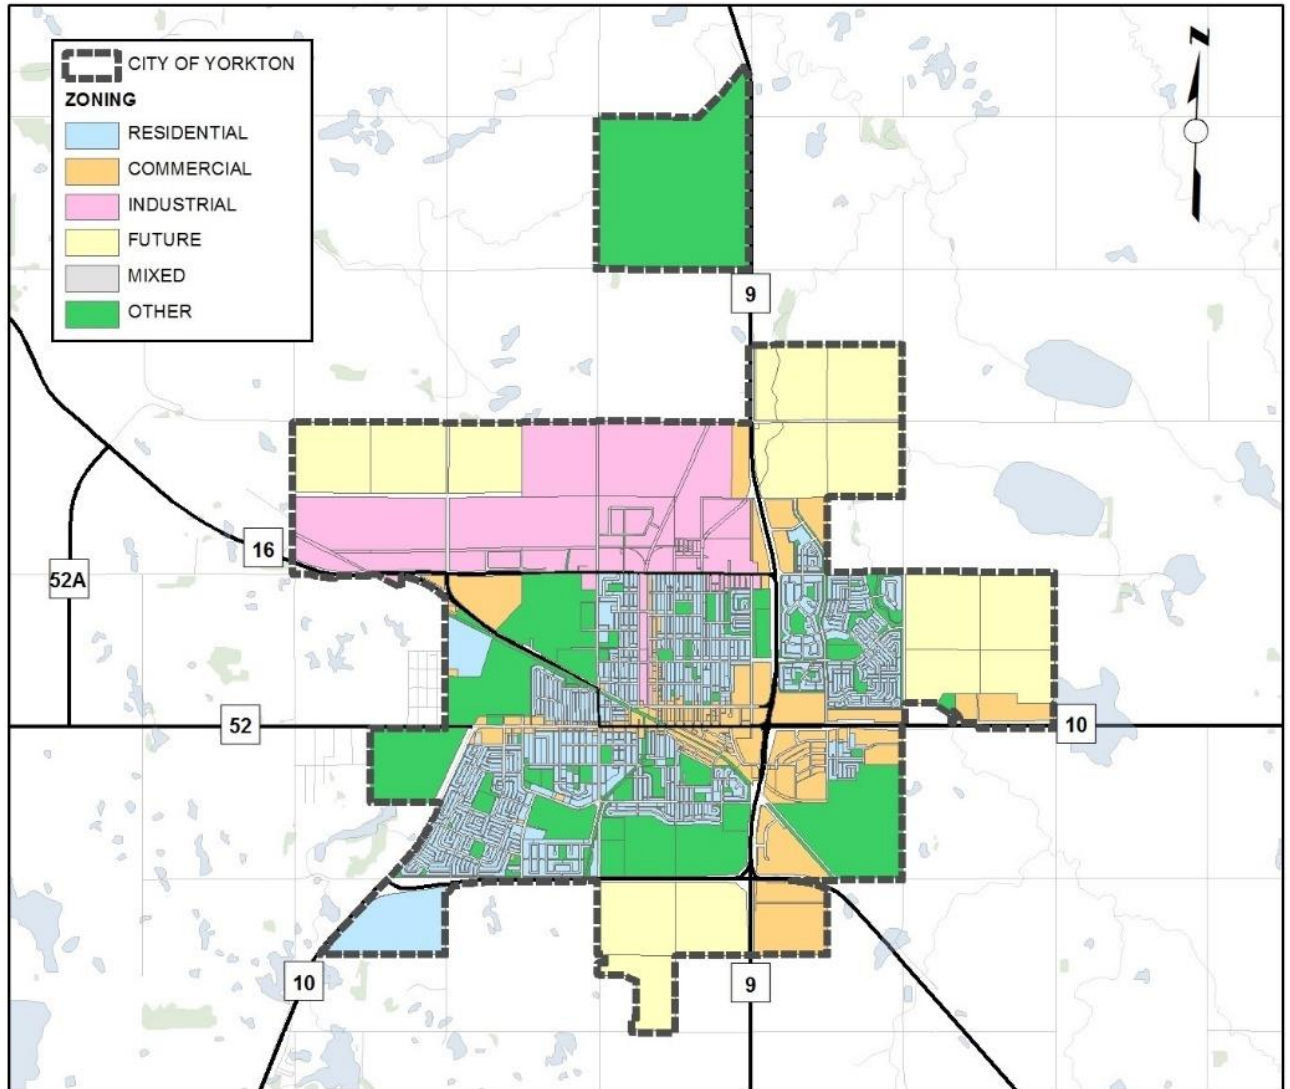 CITY OF YORKTON
ZONING
RESIDENTIAL
COMMERCIAL
INDUSTRIAL
FUTURE
MIXED
OTHER
N
9
16
52A
52
10
10
9